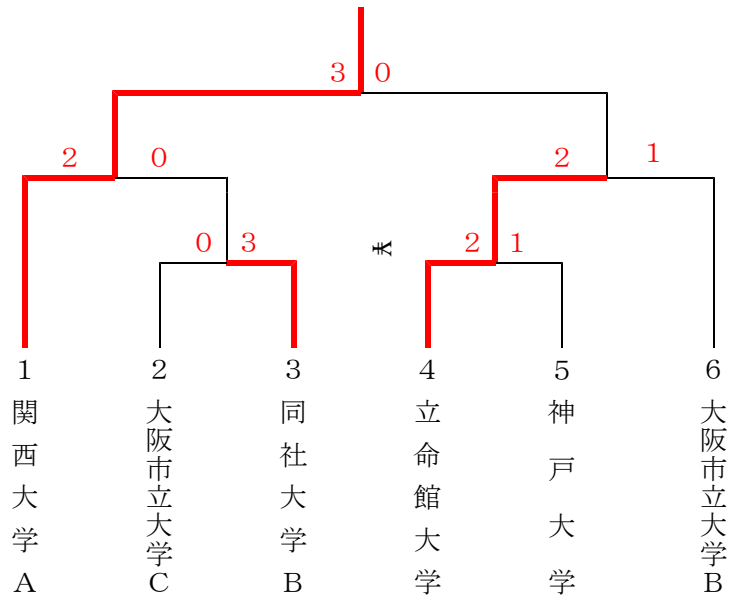 3 0
2 0
2 1
0 3
2 1
1 関西大学A
2 大阪市立大学C
3 同社大学B
4 立命館大学
5 神戸大学
6 大阪市立大学B